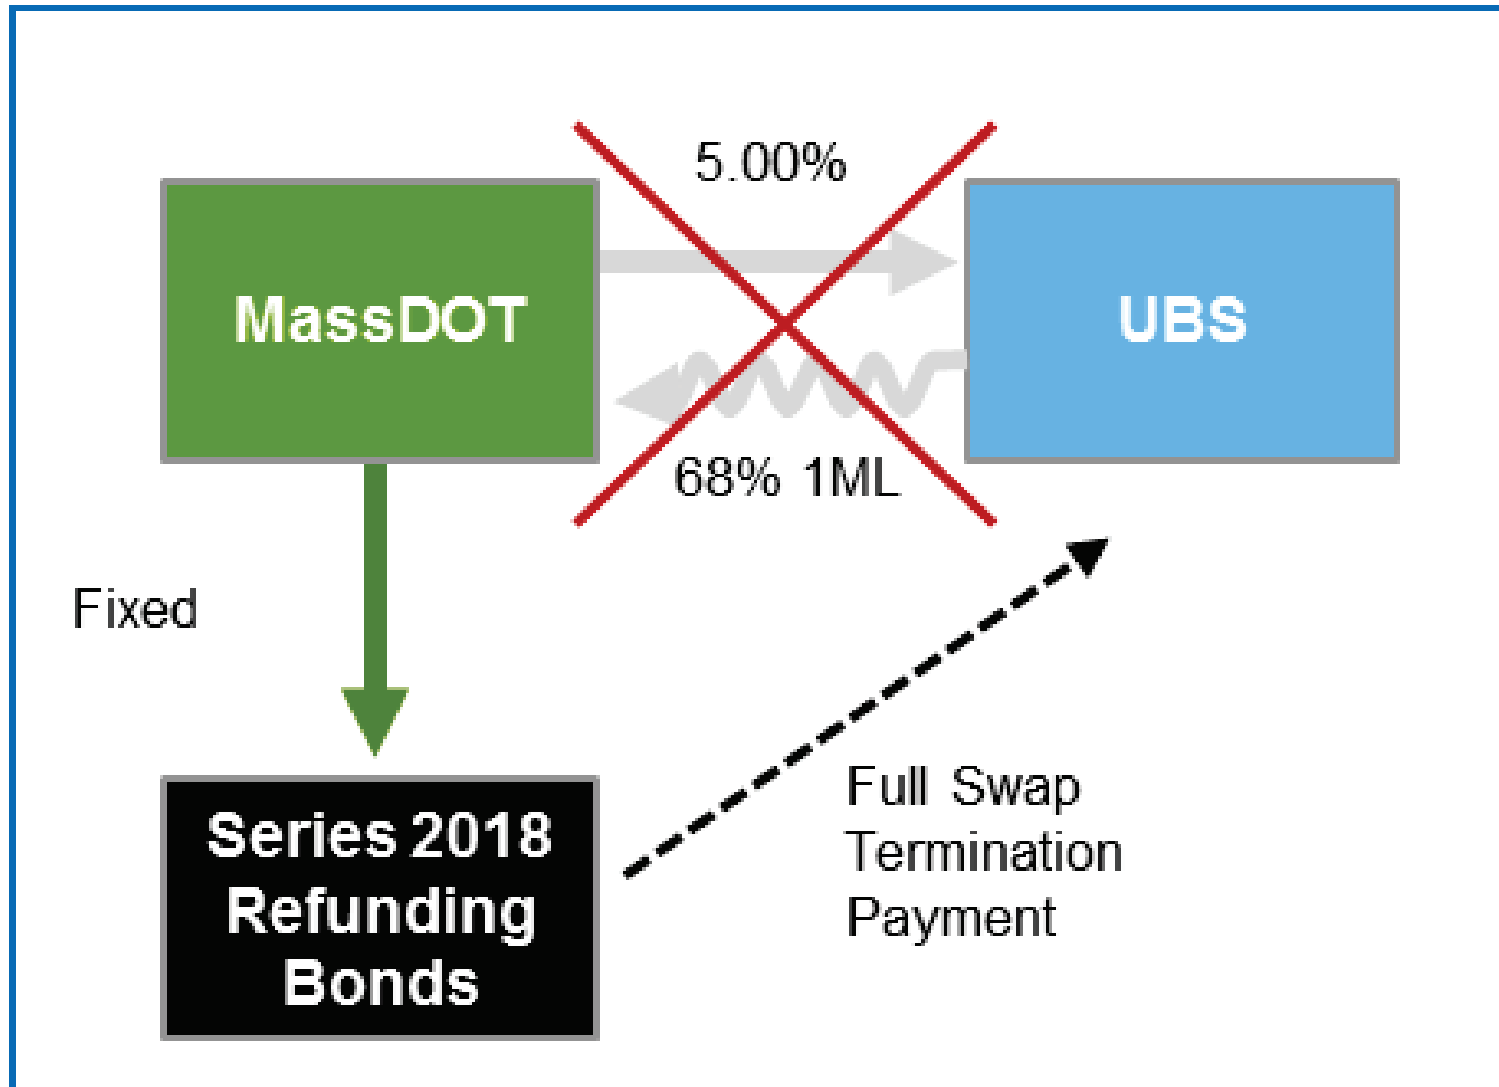 5.00%
MassDOT
UBS
68% 1ML
Fixed
Full Swap
Termination
Payment
Series 2018
Refunding
Bonds